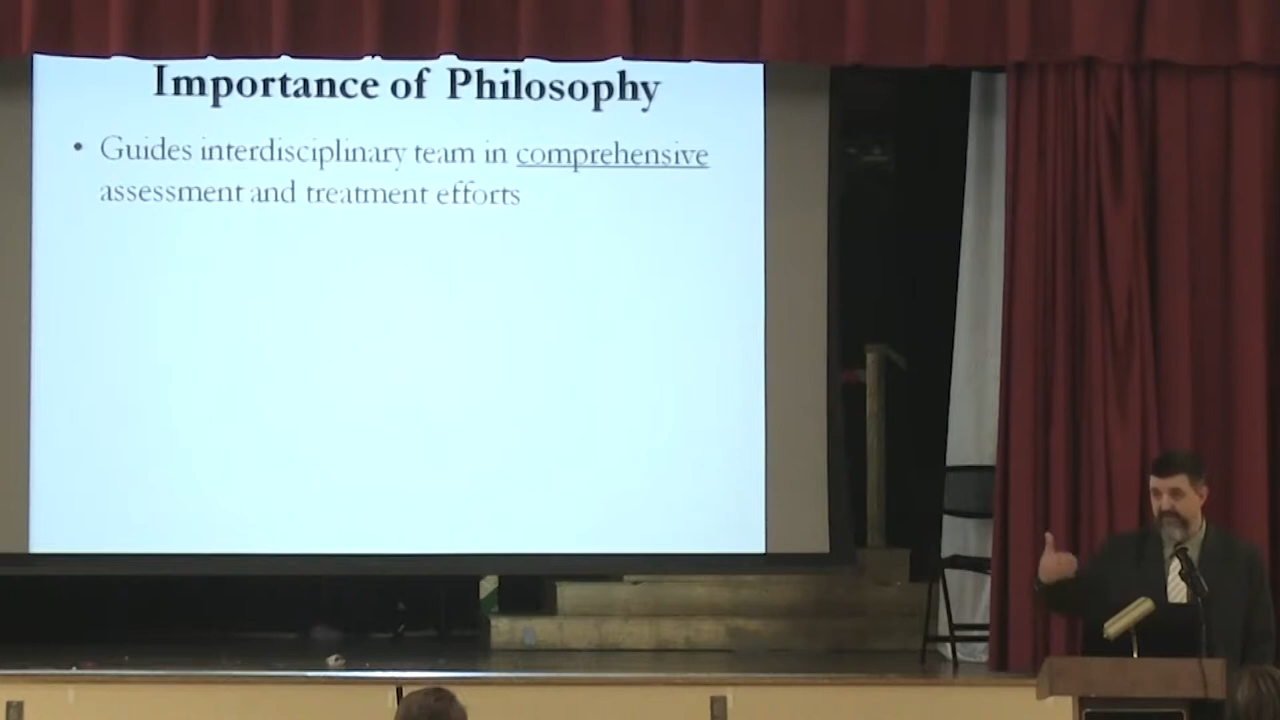 Importance of Philosophy
• Guides interdisciplinary team in comprehensive
assessment and treatment efforts